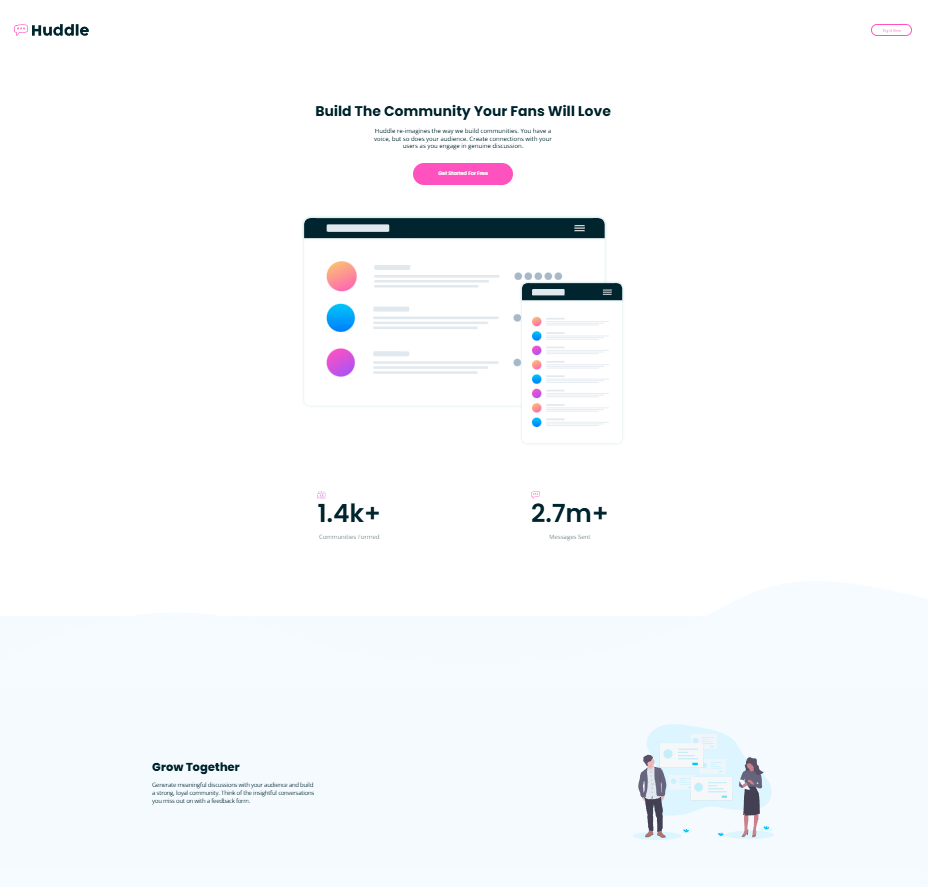 Huddle
Try It Free
Build The Community Your Fans Will Love
Huddle re-imagines the way we build communities. You have a
voice, but so does your audience. Create connections with your
users as you engage in genuine discussion.
Get Started For Free
1.4k+
2.7m+
Communities Formed
Messages Sent
Grow Together
Generate meaningful discussions with your audience and build
a strong, loyal community. Think of the insightful conversations
you miss out on with a feedback form.